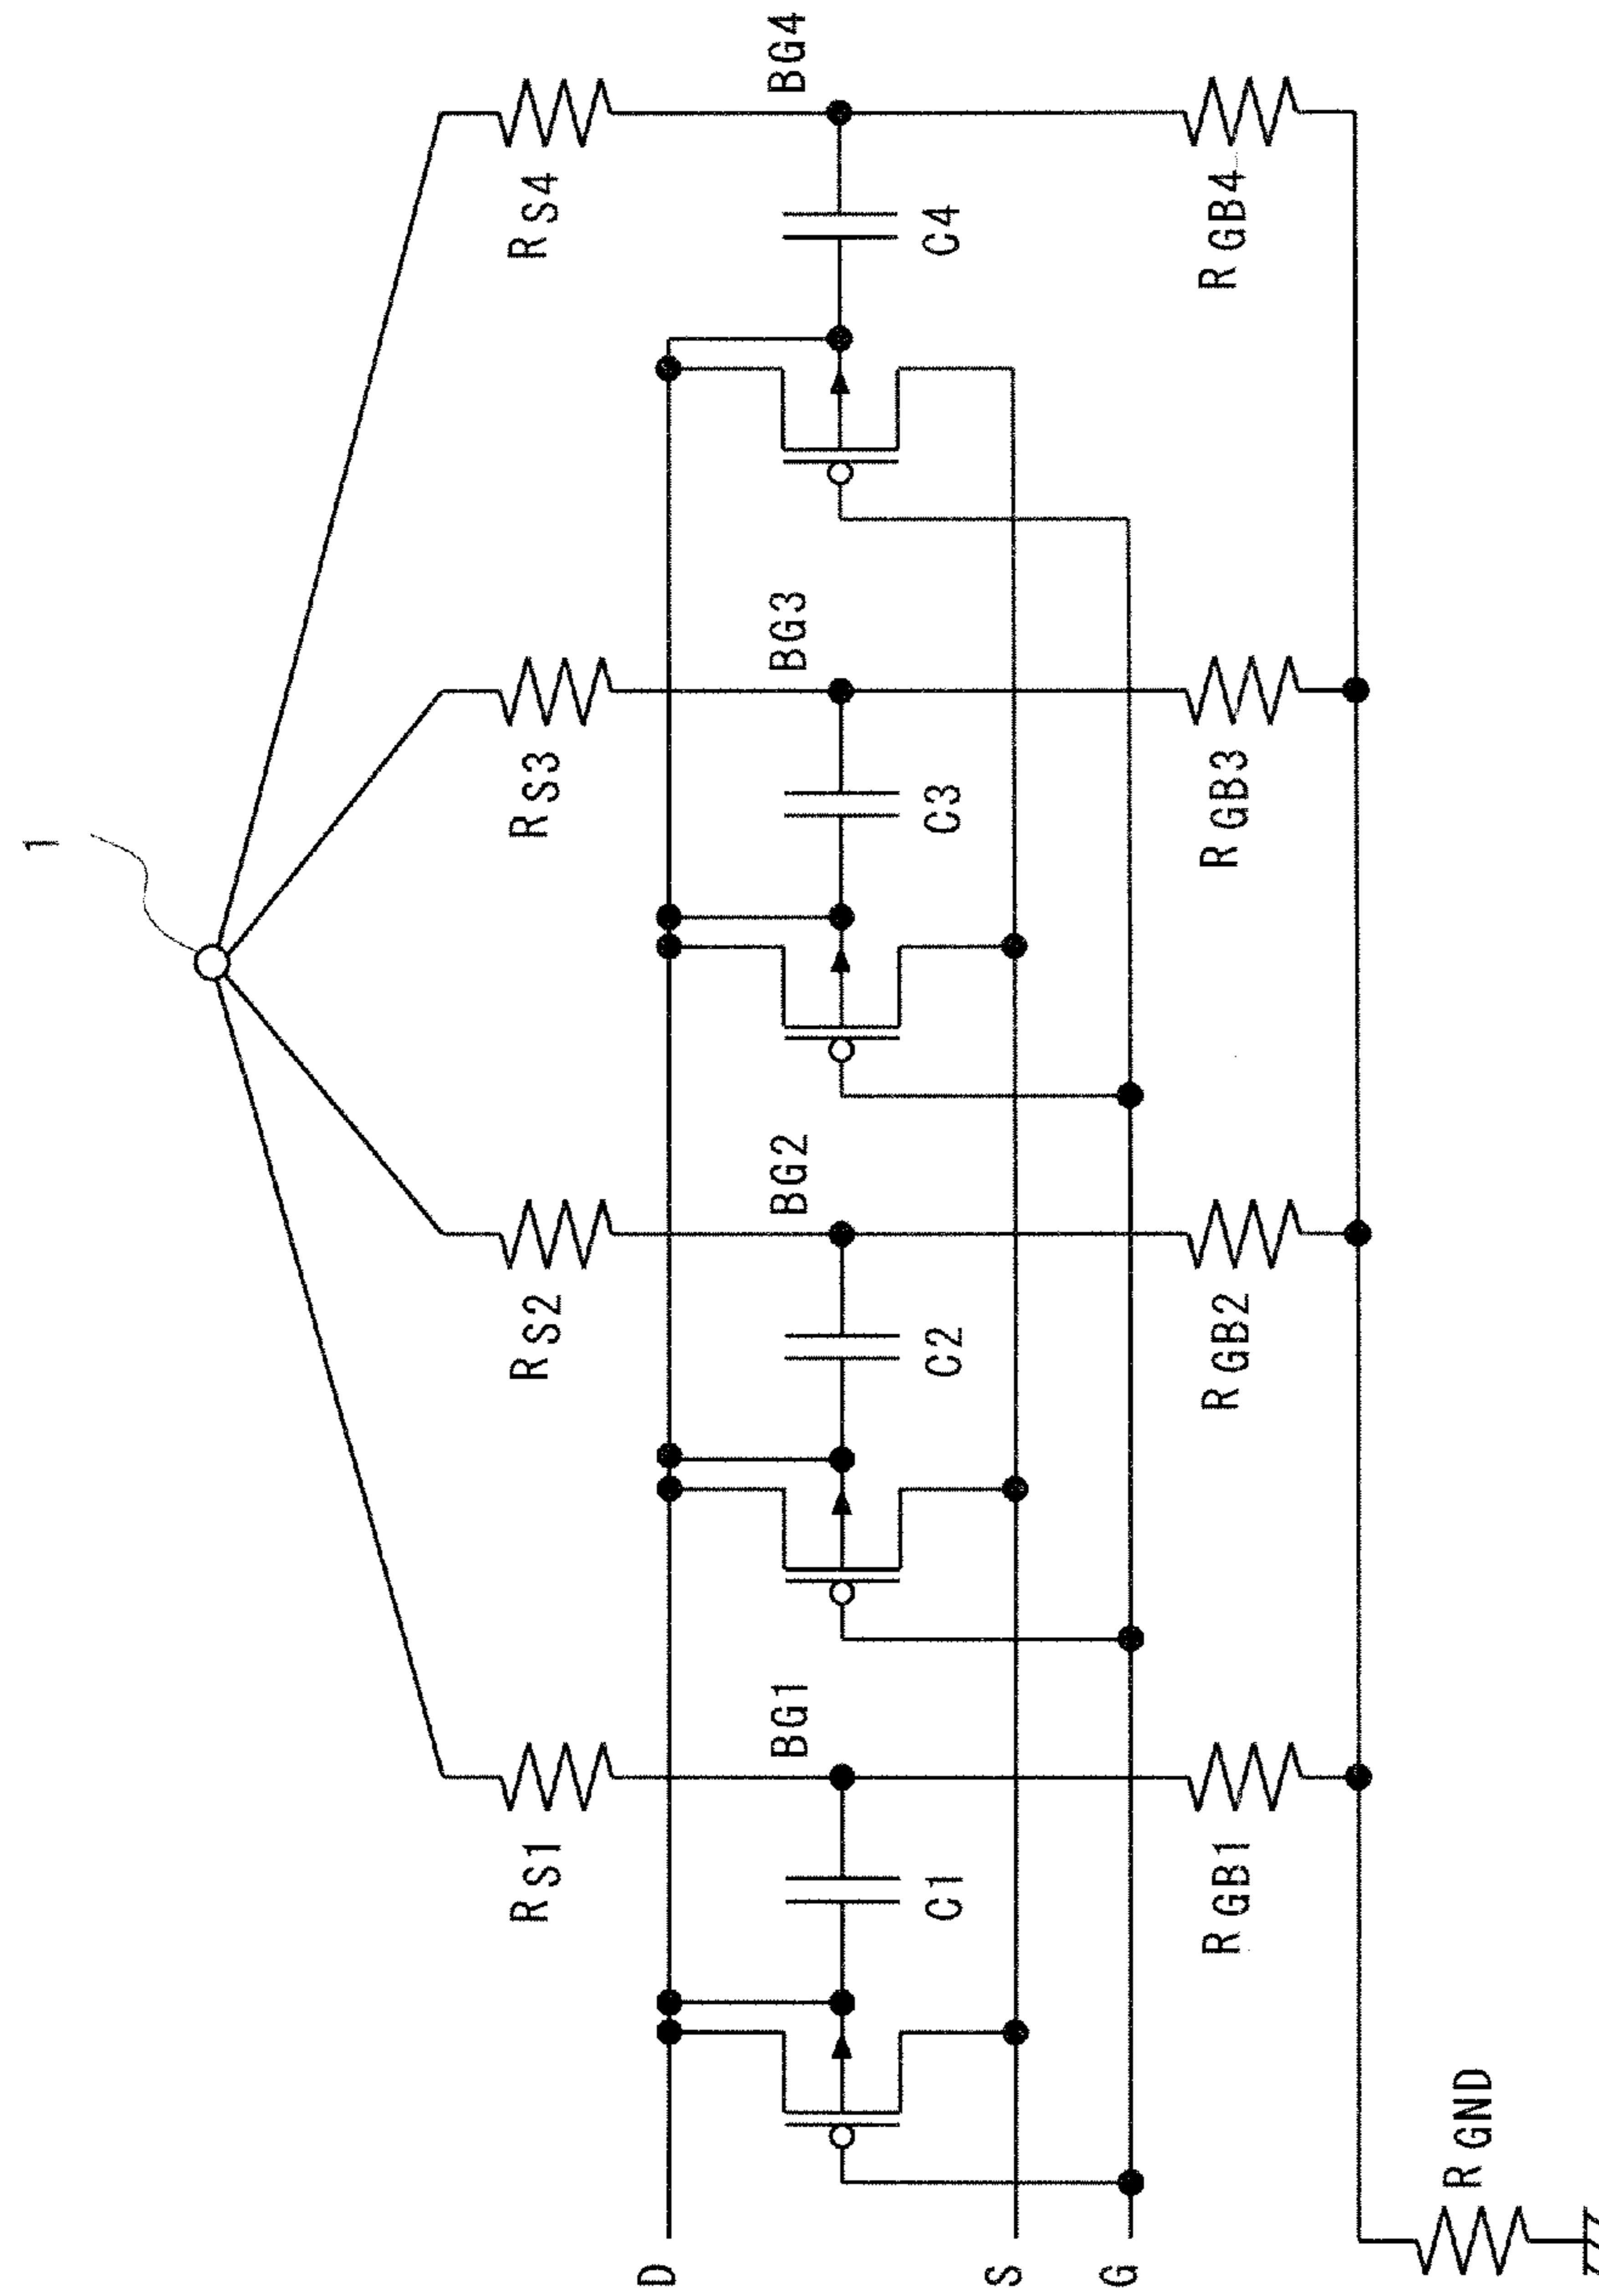 1
RS1
RS2
RS3
RS4
D
BG1
BG2
BG3
BG4
C1
C2
C3
C4
S
G
RGB1
RGB2
RGB3
RGB4
RGND